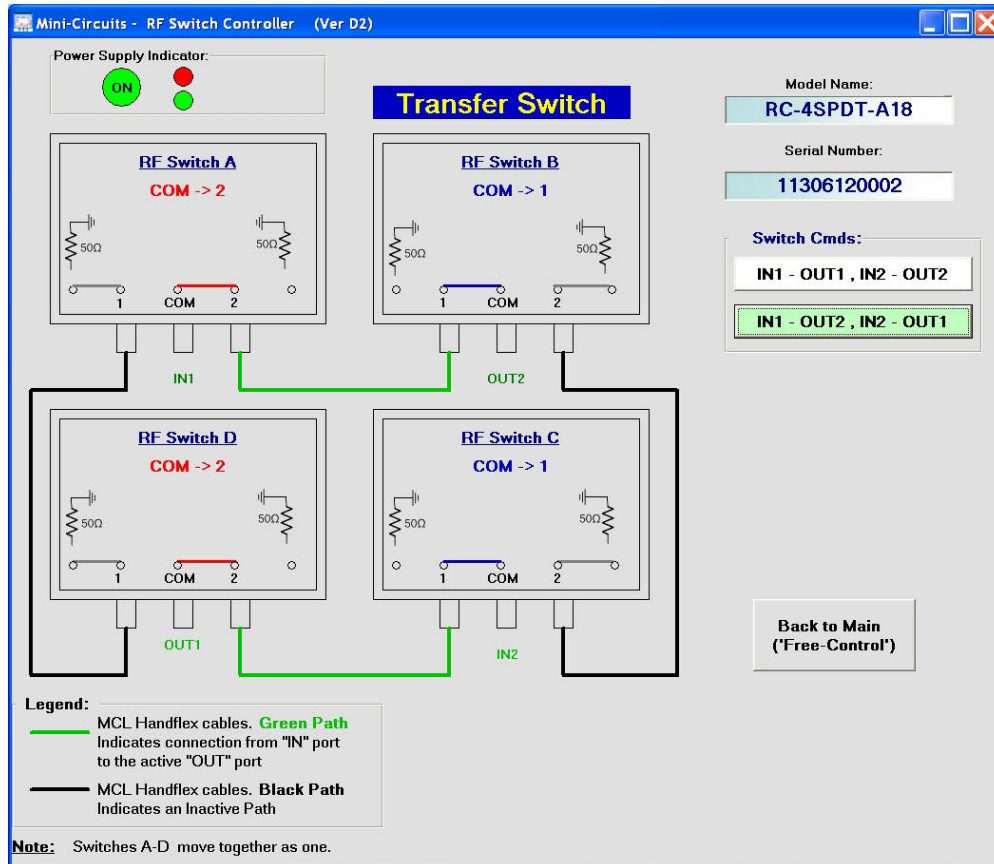 Mini-Circuits - RF Switch Controller (Ver D2)
Power Supply Indicator:
ON
Transfer Switch
Model Name:
RC-4SPDT-A18
Serial Number:
11306120002
Switch Cmds:
IN1 - OUT1 , IN2 - OUT2
IN1 - OUT2 , IN2 - OUT1
RF Switch A
COM -> 2
50Ω
50Ω
1 COM 2
IN1
RF Switch B
COM -> 1
50Ω
50Ω
1 COM 2
OUT2
RF Switch D
COM -> 2
50Ω
50Ω
1 COM 2
OUT1
RF Switch C
COM -> 1
50Ω
50Ω
1 COM 2
IN2
Back to Main
('Free-Control')
Legend:
MCL Handflex cables. Green Path
Indicates connection from "IN" port
to the active "OUT" port
MCL Handflex cables. Black Path
Indicates an Inactive Path
Note: Switches A-D move together as one.